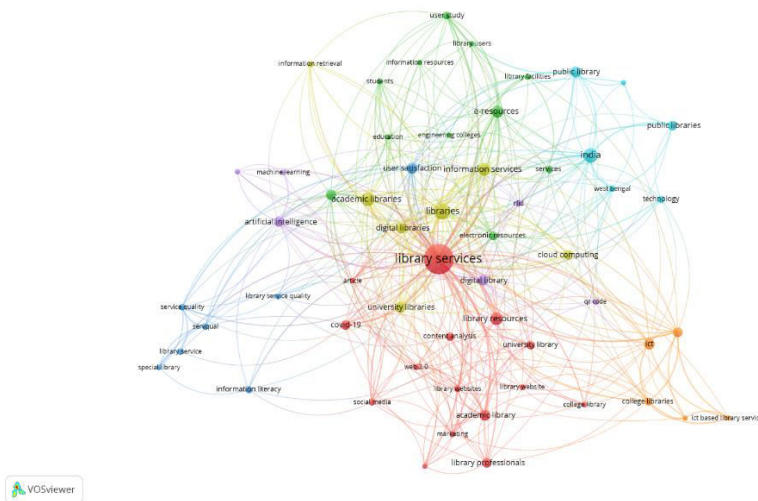 user study
library users
information retrieval
information resources
students
library facilities
public library
e-resources
public libraries
education
engineering colleges
india
user satisfaction
information services
services
machine learning
west bengal
academic libraries
technology
rfid
libraries
artificial intelligence
digital libraries
electronic resources
cloud computing
library services
article
digital library
library service quality
service quality
university libraries
qr code
library resources
covid-19
servqual
content analysis
university library
ict
library service
special library
web 2.0
information literacy
library websites
library website
social media
college library
college libraries
academic library
ict based library servic
marketing
library professionals
VOSviewer